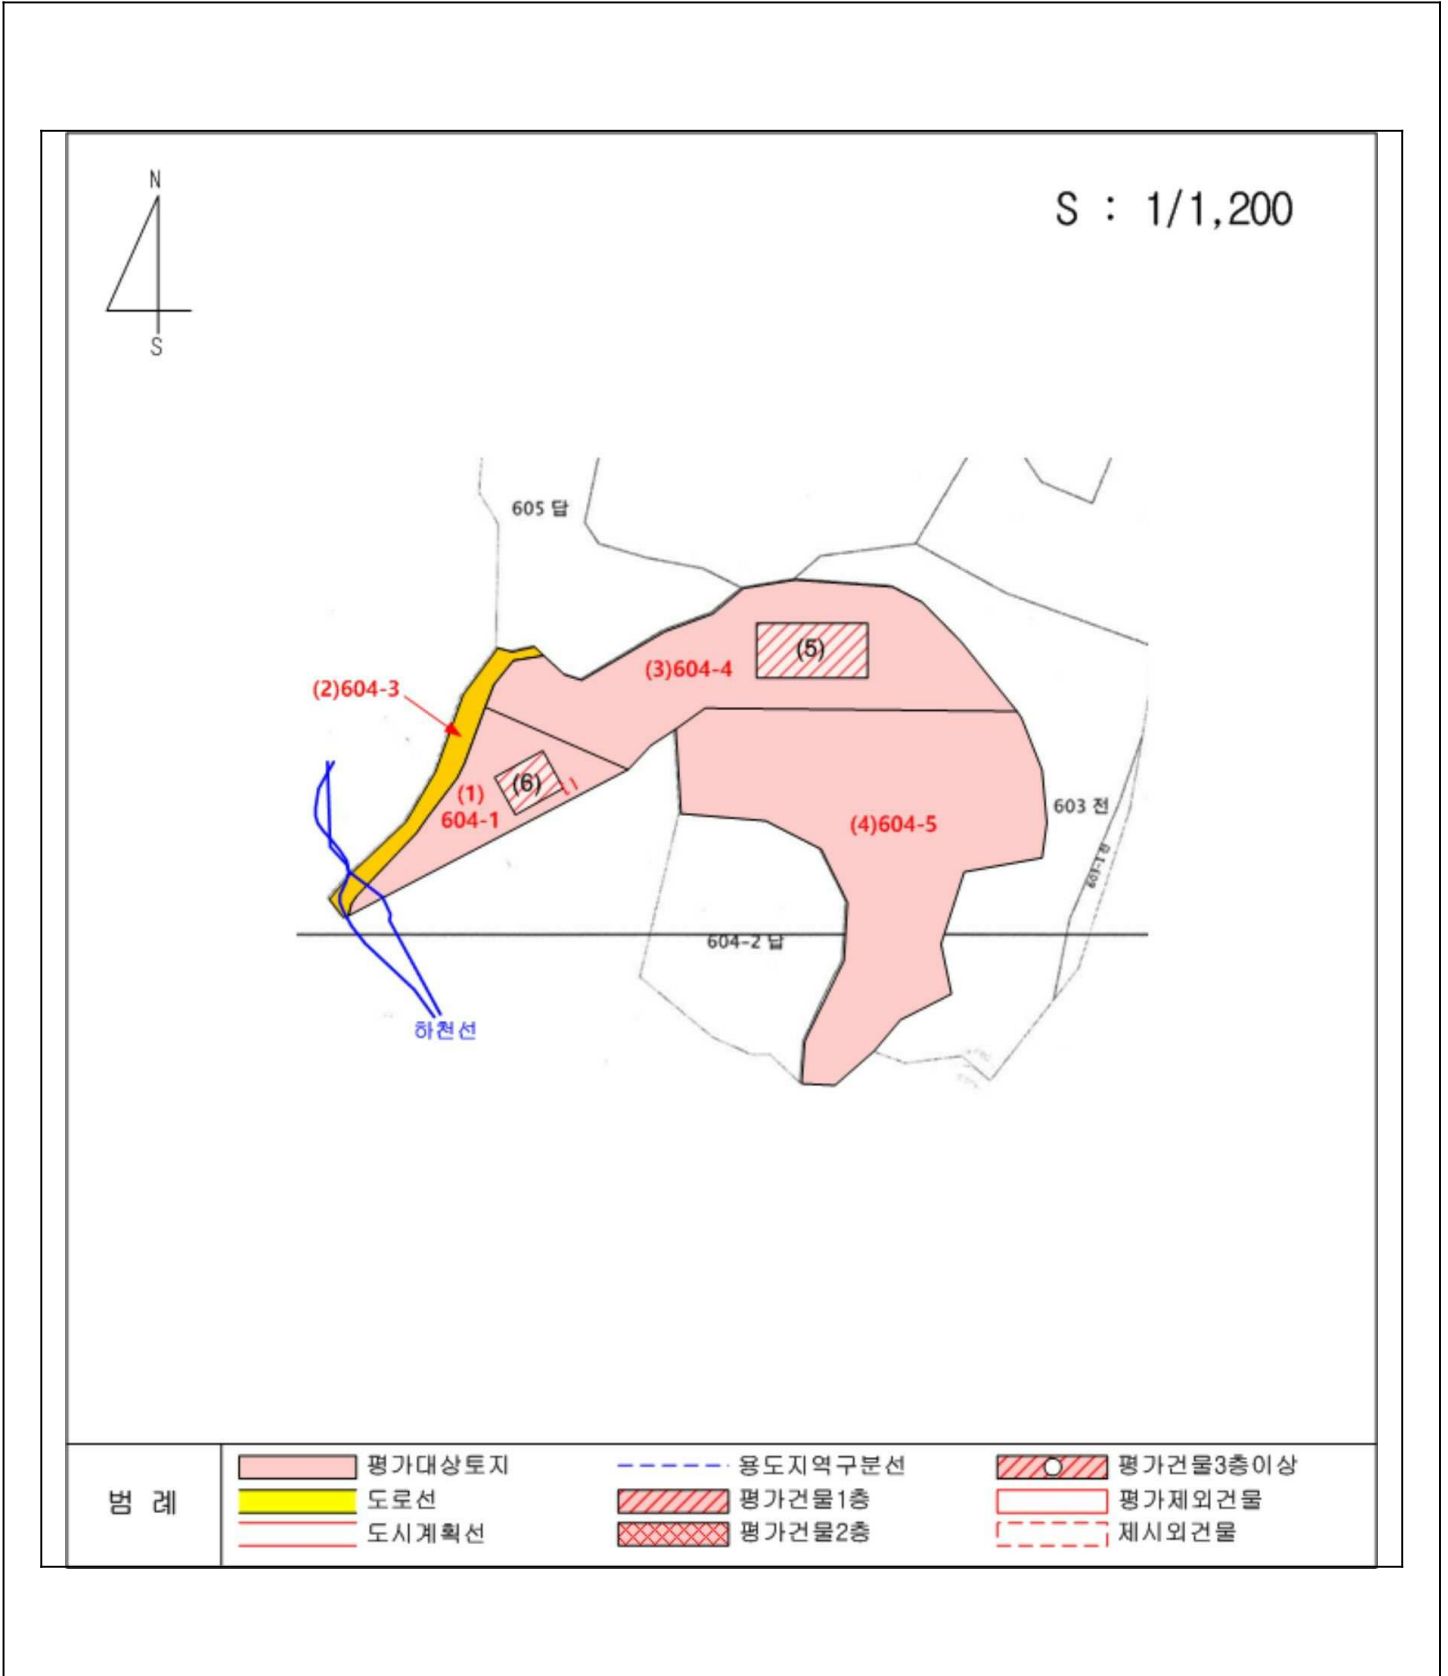 N
S : 1/1,200
S
605 답
(5)
(3)604-4
(2)604-3
(6)
(1)
604-1
603 전
(4)604-5
604-2 답
하천선
범 례
평가대상토지
도로선
도시계획선
용도지역구분선
평가건물1층
평가건물2층
평가건물3층이상
평가제외건물
제시외건물